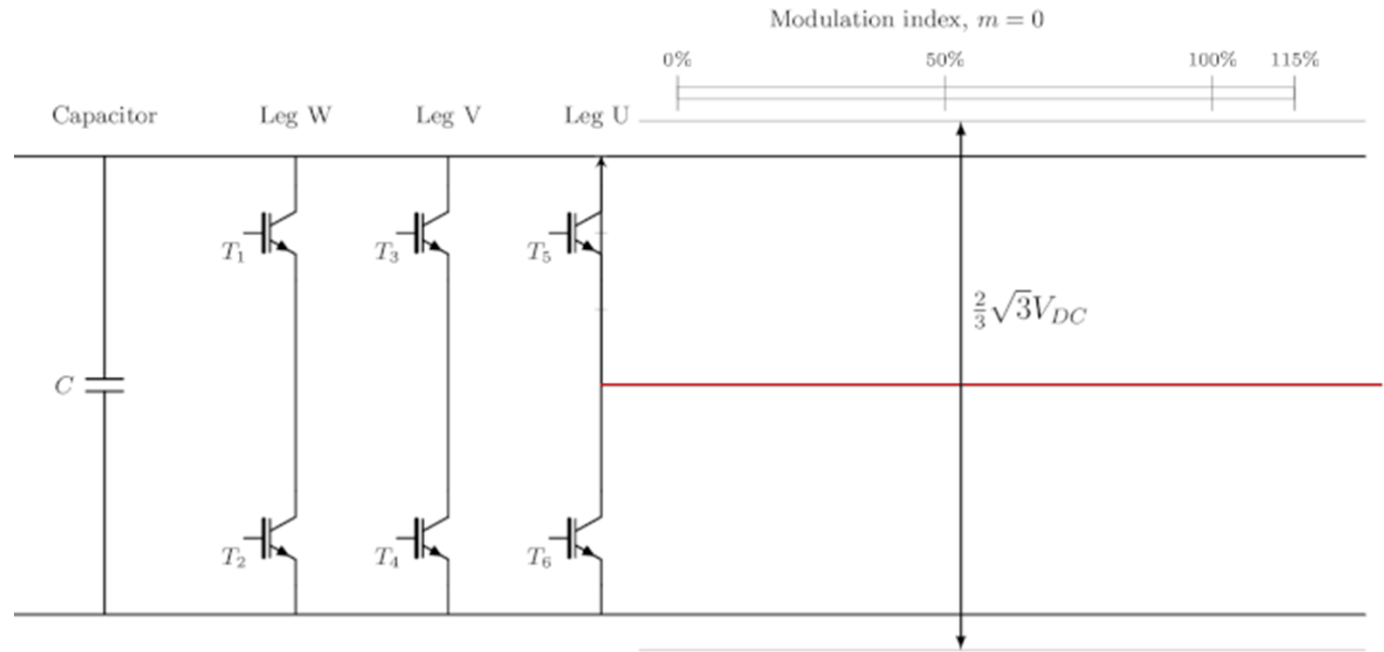 Modulation index, m = 0
0% 50% 100% 115%
Capacitor Leg W Leg V Leg U
T₁ T₃ T₅
⅔√3V_DC
C
T₂ T₄ T₆